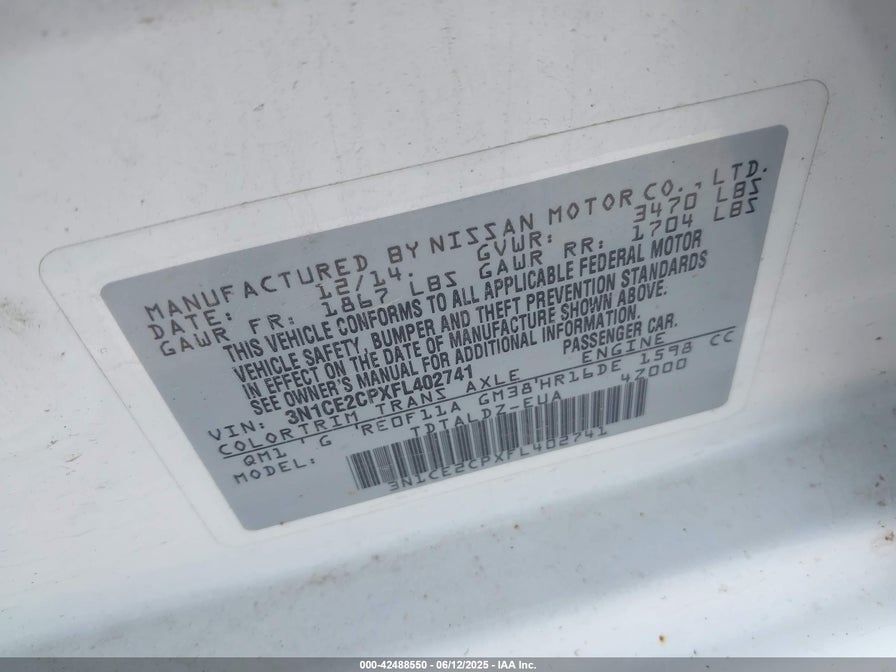 MANUFACTURED BY NISSAN MOTOR CO., LTD.
DATE: 12/14. GVWR: 3470 LBS
GAWR FR: 1867 LBS GAWR RR: 1704 LBS
THIS VEHICLE CONFORMS TO ALL APPLICABLE FEDERAL MOTOR
VEHICLE SAFETY, BUMPER AND THEFT PREVENTION STANDARDS
IN EFFECT ON THE DATE OF MANUFACTURE SHOWN ABOVE.
SEE OWNER'S MANUAL FOR ADDITIONAL INFORMATION.
VIN: 3N1CE2CPXFL402741 PASSENGER CAR.
COLORTRIM TRANS AXLE ENGINE
QM1 ' G 'RE0F11A GM38'HR16DE 1598 CC
MODEL: TDTALDZ-EUA 4Z000
3N1CE2CPXFL402741
000-42488550 - 06/12/2025 - IAA Inc.